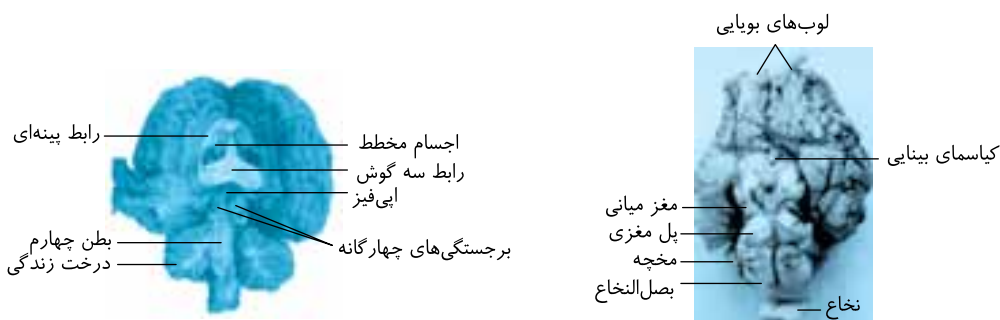 لوب‌های بویایی
کیاسمای بینایی
مغز میانی
پل مغزی
مخچه
بصل‌النخاع
نخاع
رابط پینه‌ای
اجسام مخطط
رابط سه گوش
اپی‌فیز
برجستگی‌های چهارگانه
بطن چهارم
درخت زندگی